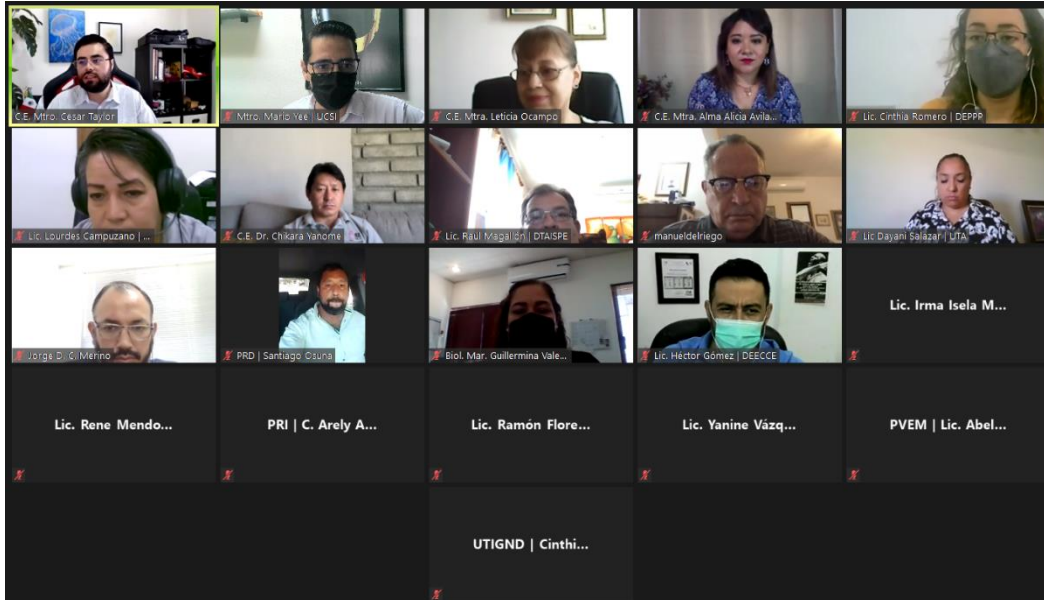 C.E. Mtro. Cesar Taylor
Mtro. Mario Yee | UCSI
C.E. Mtra. Leticia Ocampo
C.E. Mtra. Alma Alicia Avila...
Lic. Cinthia Romero | DEPPP
Lic. Lourdes Campuzano | ...
C.E. Dr. Chikara Yanome
Lic. Raúl Magallón | DTAISPE
manueldelriego
Lic Dayani Salazar | UTA
Jorge D. G. Merino
PRD | Santiago Osuna
Biol. Mar. Guillermina Vale...
Lic. Héctor Gómez | DEECCE
Lic. Irma Isela M...
Lic. Rene Mendo...
PRI | C. Arely A...
Lic. Ramón Flore...
Lic. Yanine Vázq...
PVEM | Lic. Abel...
UTIGND | Cinthi...